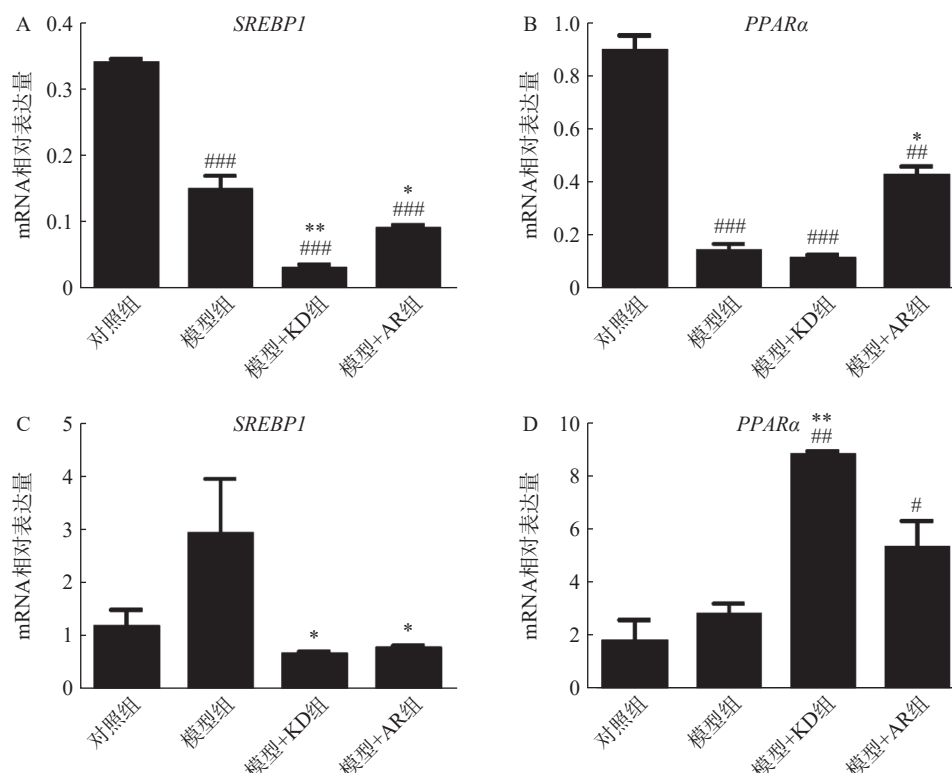 A
SREBP1
mRNA相对表达量
0.4
0.3
0.2
0.1
0
###
**
###
*
###
对照组
模型组
模型+KD组
模型+AR组
B
PPARα
mRNA相对表达量
1.0
0.8
0.6
0.4
0.2
0
###
###
*
##
对照组
模型组
模型+KD组
模型+AR组
C
SREBP1
mRNA相对表达量
5
4
3
2
1
0
*
*
对照组
模型组
模型+KD组
模型+AR组
D
PPARα
mRNA相对表达量
10
8
6
4
2
0
**
##
#
对照组
模型组
模型+KD组
模型+AR组